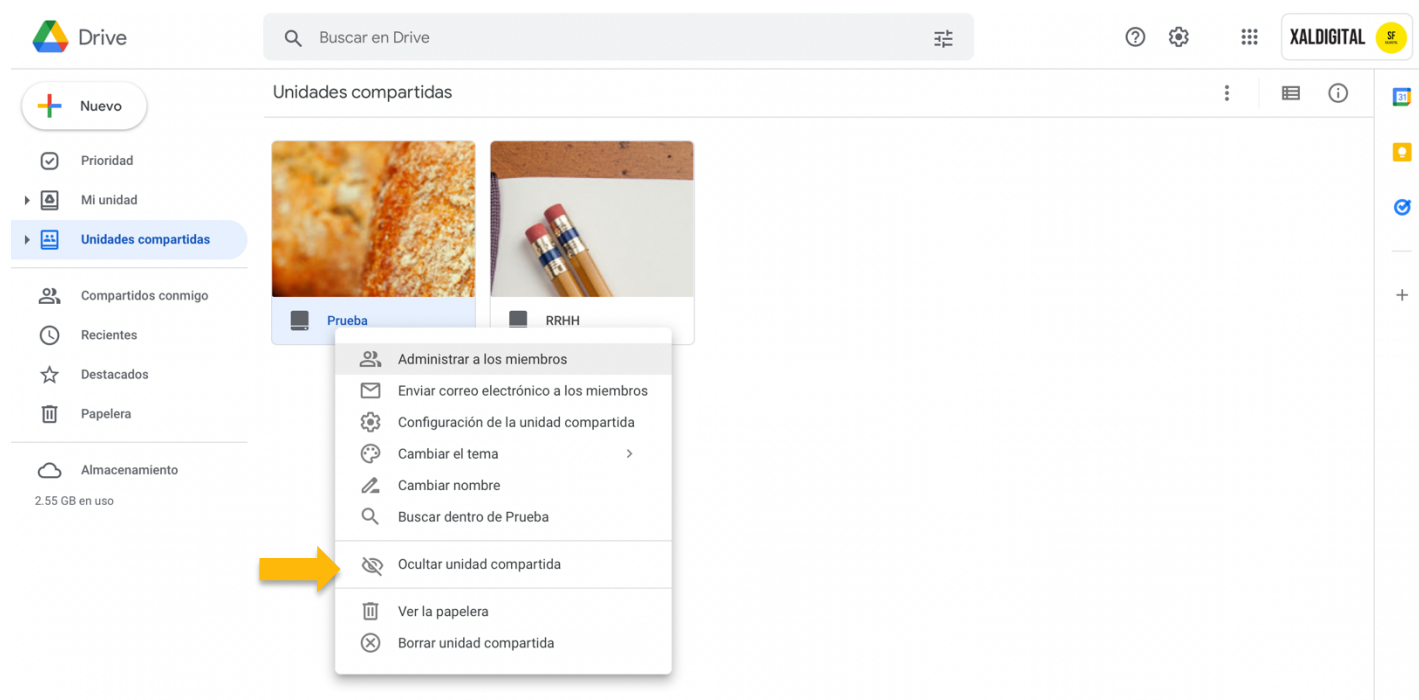 Drive
Buscar en Drive
XALDIGITAL
SF
Nuevo
Prioridad
Mi unidad
Unidades compartidas
Compartidos conmigo
Recientes
Destacados
Papelera
Almacenamiento
2.55 GB en uso
Unidades compartidas
Prueba
RRHH
Administrar a los miembros
Enviar correo electrónico a los miembros
Configuración de la unidad compartida
Cambiar el tema
Cambiar nombre
Buscar dentro de Prueba
Ocultar unidad compartida
Ver la papelera
Borrar unidad compartida
31